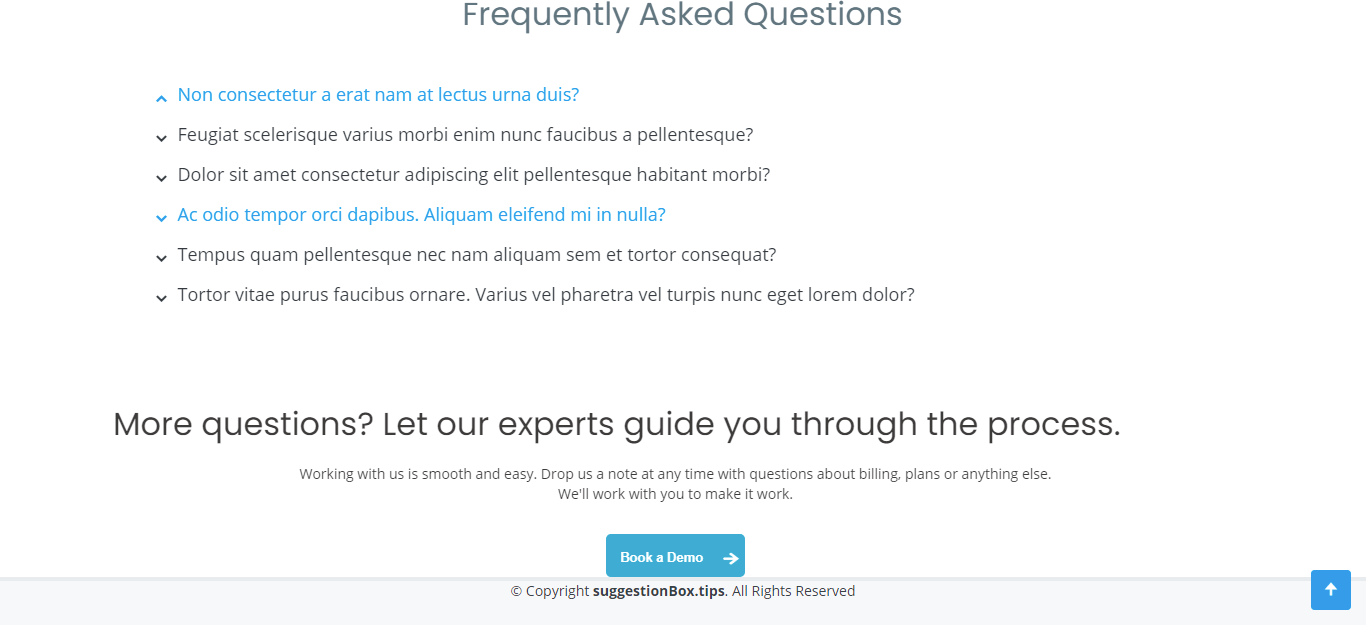 Frequently Asked Questions
Non consectetur a erat nam at lectus urna duis?
Feugiat scelerisque varius morbi enim nunc faucibus a pellentesque?
Dolor sit amet consectetur adipiscing elit pellentesque habitant morbi?
Ac odio tempor orci dapibus. Aliquam eleifend mi in nulla?
Tempus quam pellentesque nec nam aliquam sem et tortor consequat?
Tortor vitae purus faucibus ornare. Varius vel pharetra vel turpis nunc eget lorem dolor?
More questions? Let our experts guide you through the process.
Working with us is smooth and easy. Drop us a note at any time with questions about billing, plans or anything else.
We'll work with you to make it work.
Book a Demo
© Copyright suggestionBox.tips. All Rights Reserved